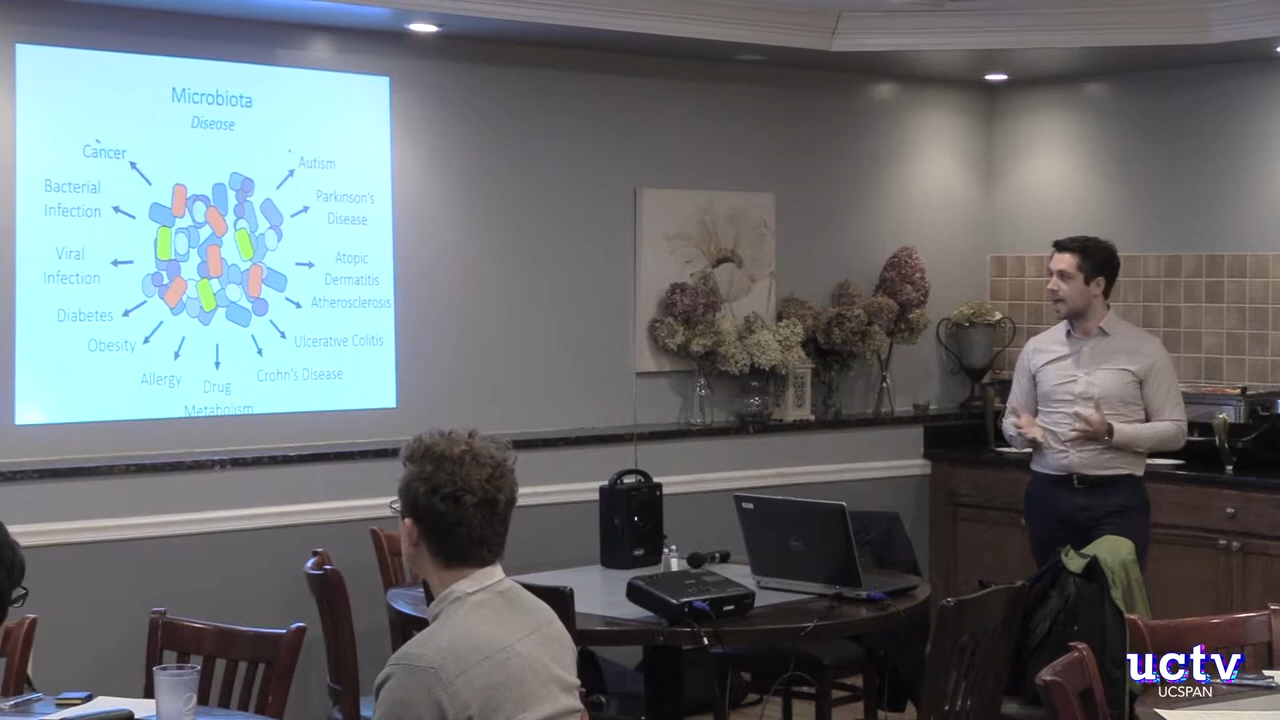 Microbiota
Disease
Cancer
Autism
Bacterial
Infection
Parkinson's
Disease
Viral
Infection
Atopic
Dermatitis
Diabetes
Atherosclerosis
Obesity
Ulcerative Colitis
Allergy
Drug
Metabolism
Crohn's Disease
uctv
UCSPAN